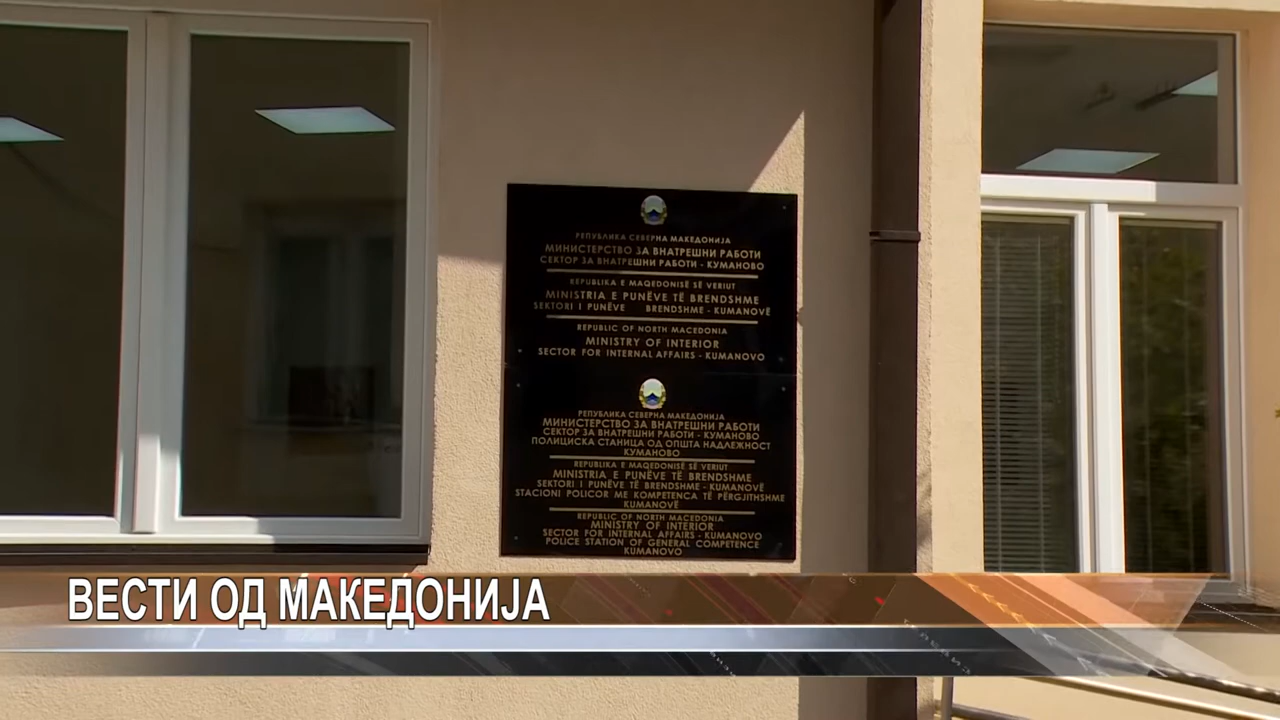 РЕПУБЛИКА СЕВЕРНА МАКЕДОНИЈА
МИНИСТЕРСТВО ЗА ВНАТРЕШНИ РАБОТИ
СЕКТОР ЗА ВНАТРЕШНИ РАБОТИ - КУМАНОВО
REPUBLIKA E MAQEDONISË SË VERIUT
MINISTRIA E PUNËVE TË BRENDSHME
SEKTORI I PUNËVE BRENDSHME - KUMANOVË
REPUBLIC OF NORTH MACEDONIA
MINISTRY OF INTERIOR
SECTOR FOR INTERNAL AFFAIRS - KUMANOVO
РЕПУБЛИКА СЕВЕРНА МАКЕДОНИЈА
МИНИСТЕРСТВО ЗА ВНАТРЕШНИ РАБОТИ
СЕКТОР ЗА ВНАТРЕШНИ РАБОТИ - КУМАНОВО
ПОЛИЦИСКА СТАНИЦА ОД ОПШТА НАДЛЕЖНОСТ
КУМАНОВО
REPUBLIKA E MAQEDONISË SË VERIUT
MINISTRIA E PUNËVE TË BRENDSHME
SEKTORI I PUNËVE TË BRENDSHME - KUMANOVË
STACIONI POLICOR ME KOMPETENCA TË PËRGJITHSHME
KUMANOVË
REPUBLIC OF NORTH MACEDONIA
MINISTRY OF INTERIOR
SECTOR FOR INTERNAL AFFAIRS - KUMANOVO
POLICE STATION OF GENERAL COMPETENCE
KUMANOVO
ВЕСТИ ОД МАКЕДОНИЈА